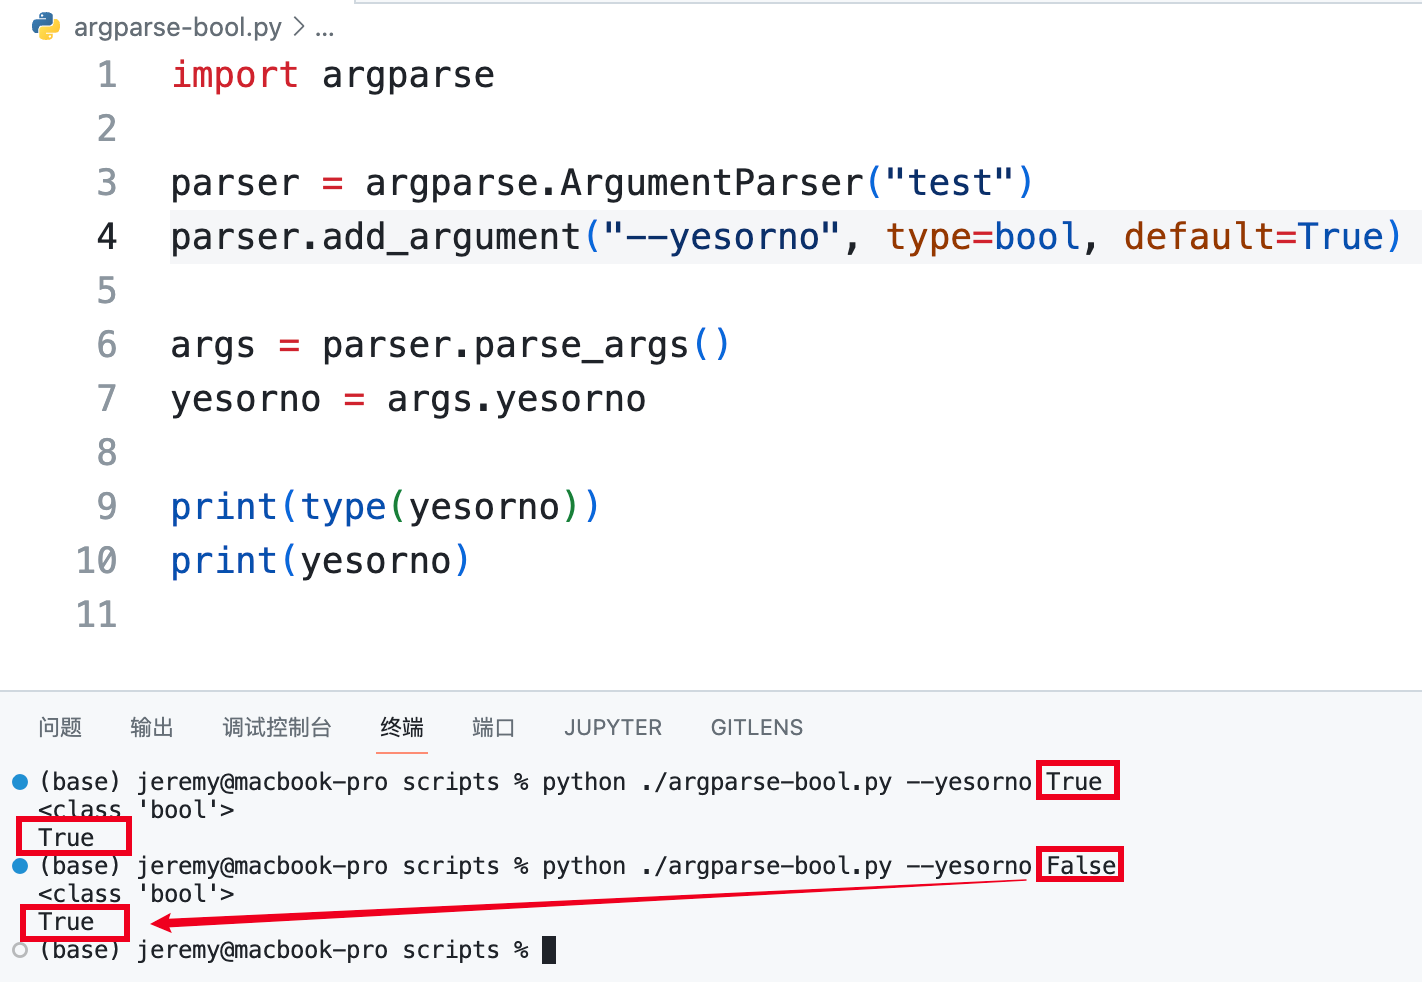 argparse-bool.py > ...
1 import argparse
2
3 parser = argparse.ArgumentParser("test")
4 parser.add_argument("--yesorno", type=bool, default=True)
5
6 args = parser.parse_args()
7 yesorno = args.yesorno
8
9 print(type(yesorno))
10 print(yesorno)
11
问题 输出 调试控制台 终端 端口 JUPYTER GITLENS
(base) jeremy@macbook-pro scripts % python ./argparse-bool.py --yesorno True
<class 'bool'>
True
(base) jeremy@macbook-pro scripts % python ./argparse-bool.py --yesorno False
<class 'bool'>
True
(base) jeremy@macbook-pro scripts %